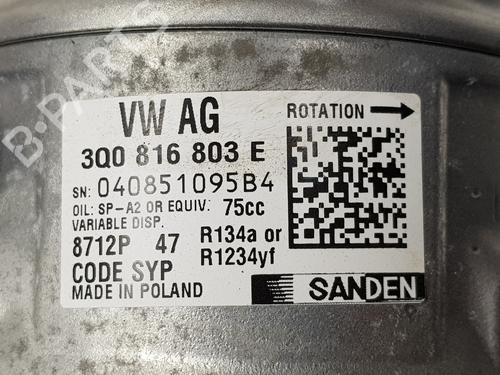 VW AG
ROTATION
3Q0 816 803 E
SN: 040851095B4
OIL: SP-A2 OR EQUIV. 75cc
VARIABLE DISP.
8712P 47 R134a or
CODE SYP R1234yf
MADE IN POLAND
SANDEN
B-PARTS